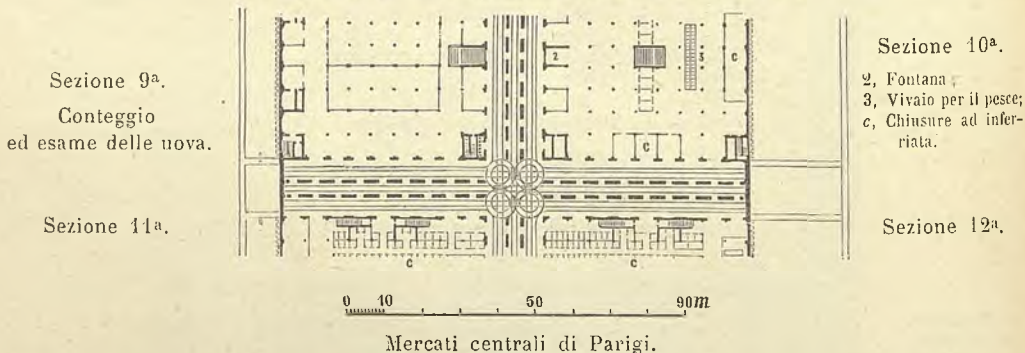 Sezione 9ª.
Conteggio
ed esame delle uova.
Sezione 11ª.
2
3
c
c
c
c
Sezione 10ª.
2, Fontana;
3, Vivaio per il pesce;
c, Chiusure ad infer-
riata.
Sezione 12ª.
0 10 50 90m
Mercati centrali di Parigi.